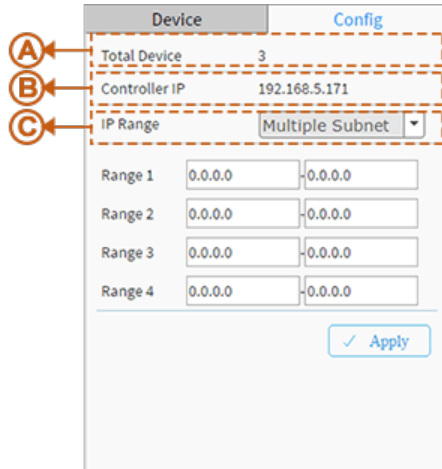 Device Config
A Total Device 3
B Controller IP 192.168.5.171
C IP Range Multiple Subnet
Range 1 0.0.0.0 - 0.0.0.0
Range 2 0.0.0.0 - 0.0.0.0
Range 3 0.0.0.0 - 0.0.0.0
Range 4 0.0.0.0 - 0.0.0.0
✓ Apply